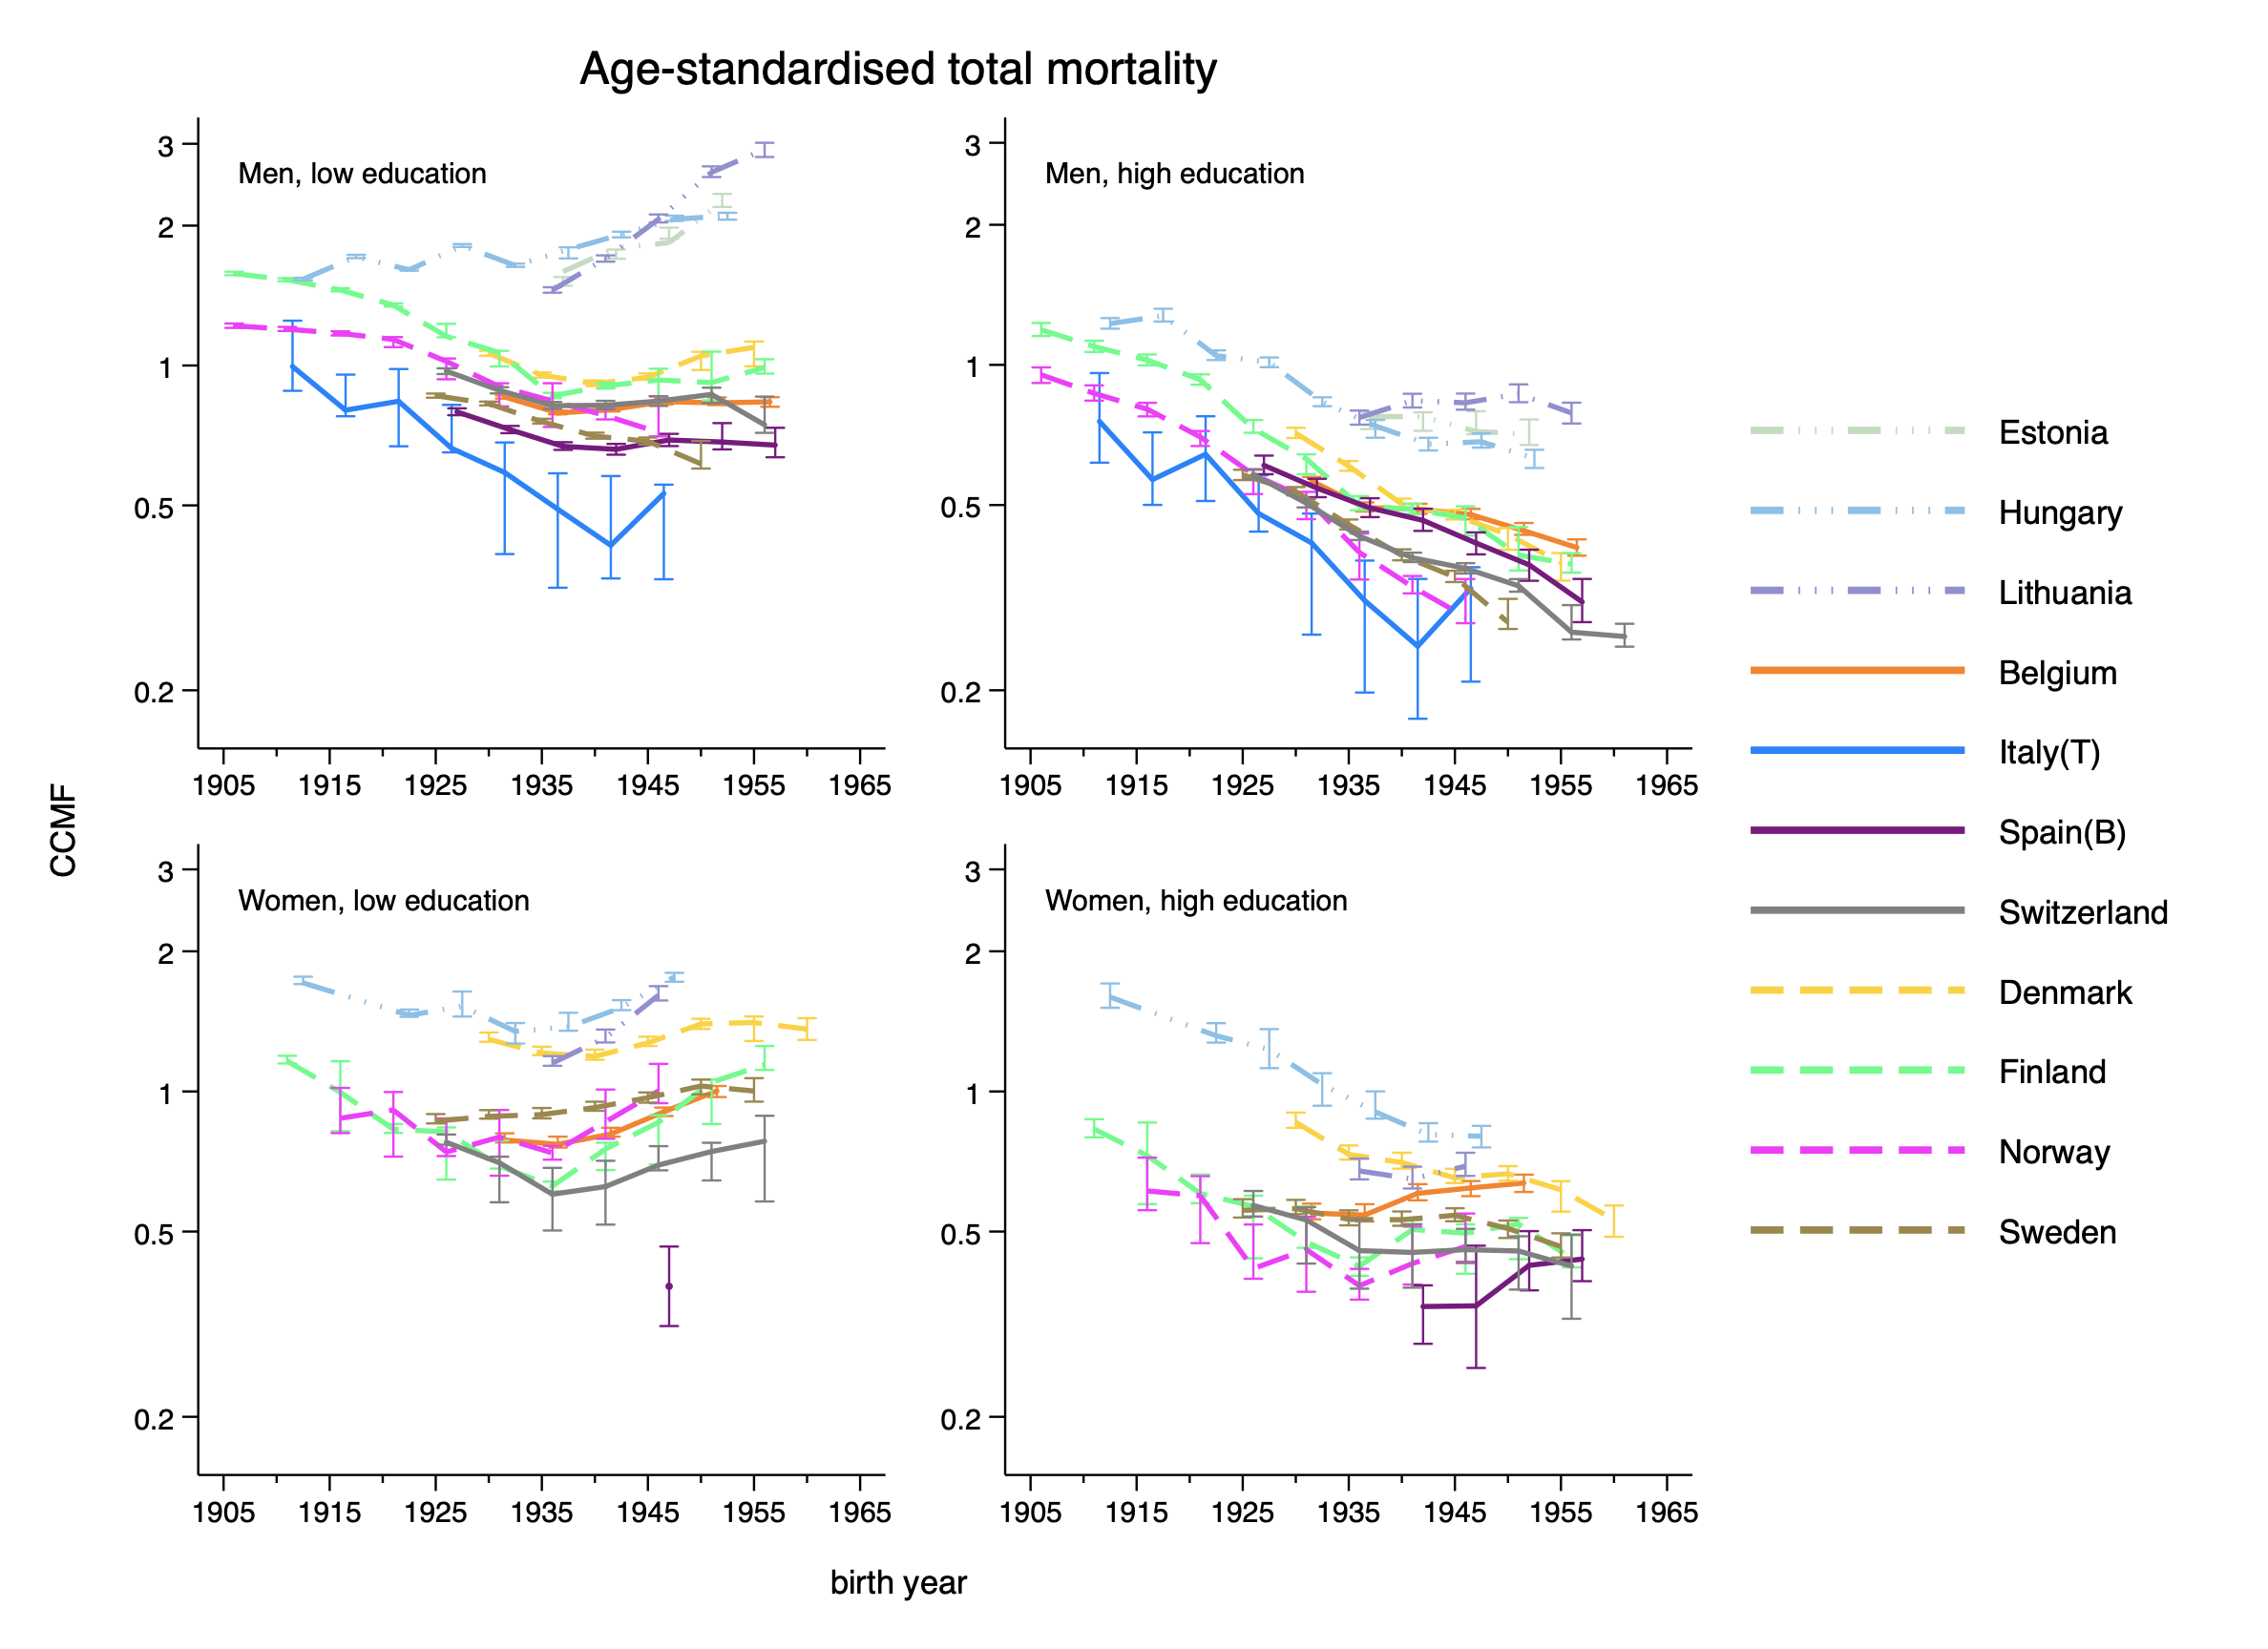 Age-standardised total mortality
Men, low education
3
2
1
0.5
0.2
1905 1915 1925 1935 1945 1955 1965
Men, high education
3
2
1
0.5
0.2
1905 1915 1925 1935 1945 1955 1965
Women, low education
3
2
1
0.5
0.2
1905 1915 1925 1935 1945 1955 1965
Women, high education
3
2
1
0.5
0.2
1905 1915 1925 1935 1945 1955 1965
CCMF
birth year
Estonia
Hungary
Lithuania
Belgium
Italy(T)
Spain(B)
Switzerland
Denmark
Finland
Norway
Sweden